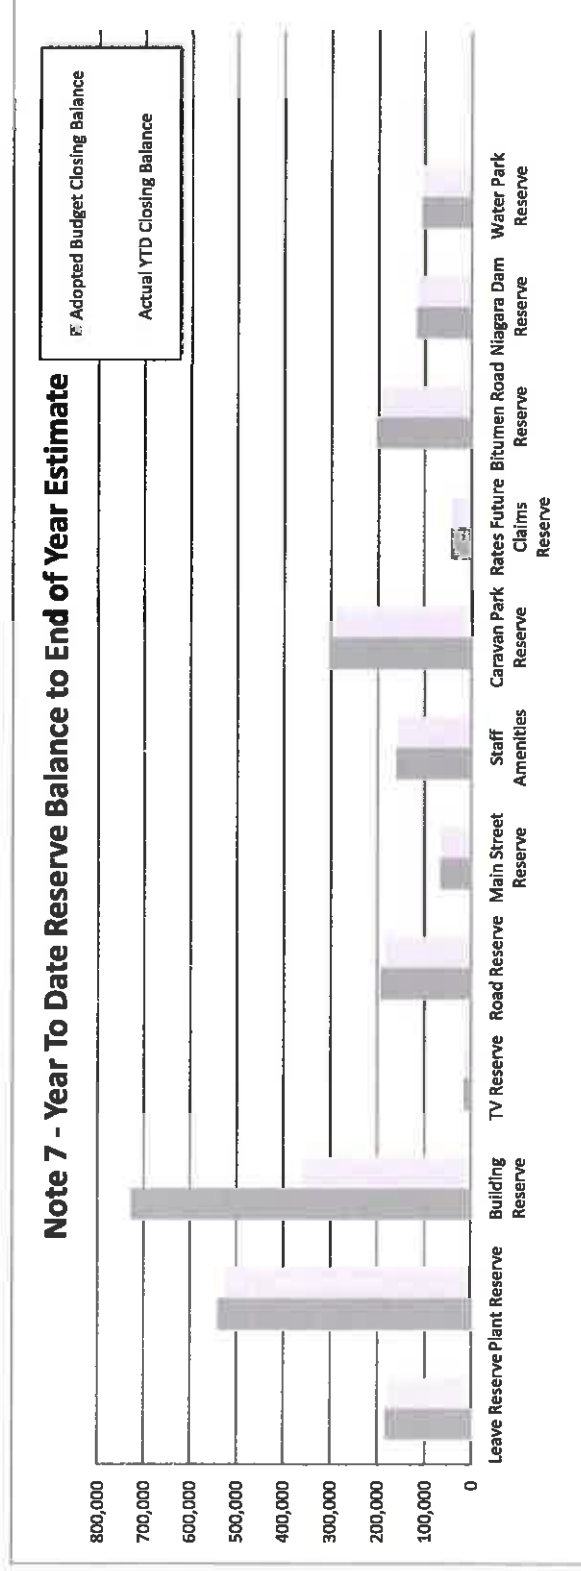 Note 7 - Year To Date Reserve Balance to End of Year Estimate
Adopted Budget Closing Balance
Actual YTD Closing Balance
800,000
700,000
600,000
500,000
400,000
300,000
200,000
100,000
0
Leave Reserve
Plant Reserve
Building
Reserve
TV Reserve
Road Reserve
Main Street
Reserve
Staff
Amenities
Caravan Park
Reserve
Rates Future
Claims
Reserve
Bitumen Road
Reserve
Niagara Dam
Reserve
Water Park
Reserve